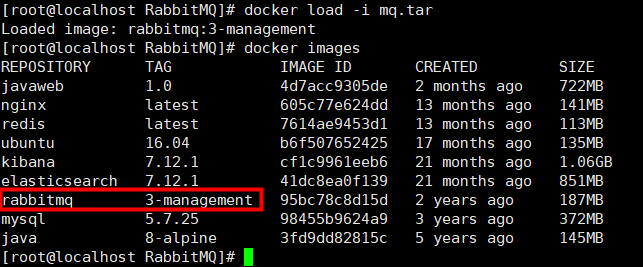 [root@localhost RabbitMQ]# docker load -i mq.tar
Loaded image: rabbitmq:3-management
[root@localhost RabbitMQ]# docker images
REPOSITORY TAG IMAGE ID CREATED SIZE
javaweb 1.0 4d7acc9305de 2 months ago 722MB
nginx latest 605c77e624dd 13 months ago 141MB
redis latest 7614ae9453d1 13 months ago 113MB
ubuntu 16.04 b6f507652425 17 months ago 135MB
kibana 7.12.1 cf1c9961eeb6 21 months ago 1.06GB
elasticsearch 7.12.1 41dc8ea0f139 21 months ago 851MB
rabbitmq 3-management 95bc78c8d15d 2 years ago 187MB
mysql 5.7.25 98455b9624a9 3 years ago 372MB
java 8-alpine 3fd9dd82815c 5 years ago 145MB
[root@localhost RabbitMQ]#